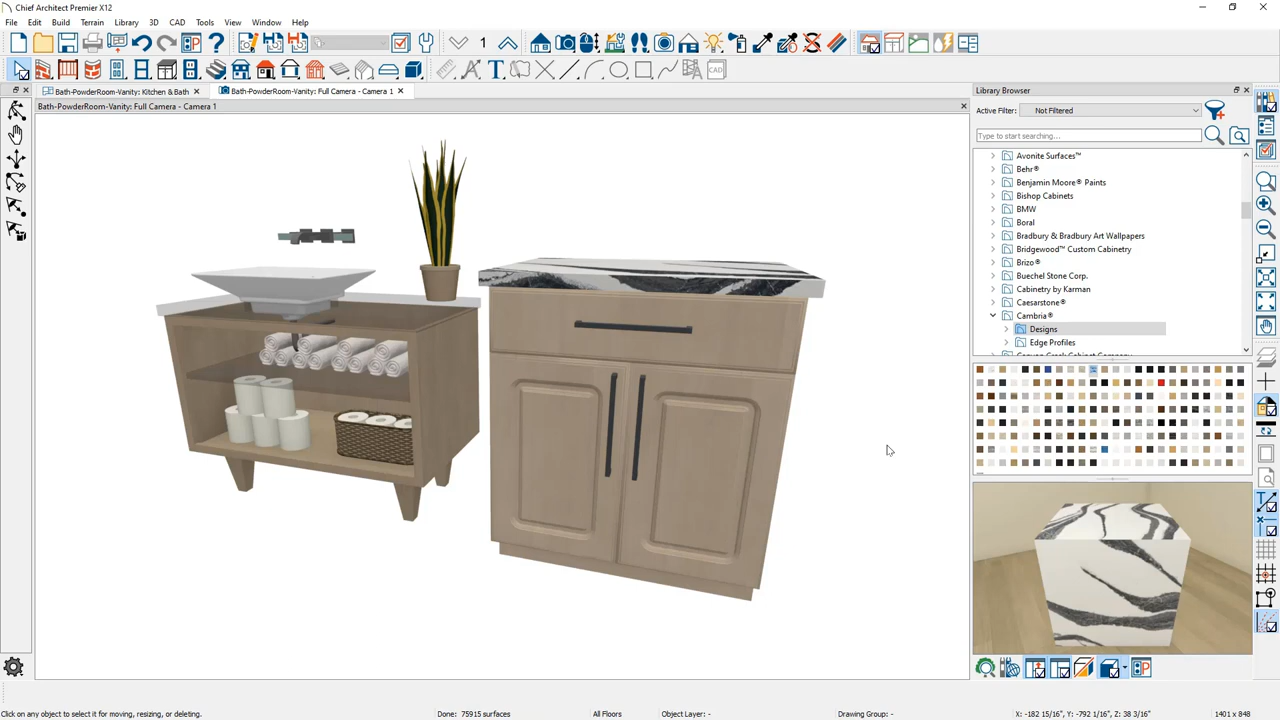 Chief Architect Premier X12
File Edit Build Terrain Library 3D CAD Tools View Window Help
1
CAD
Bath-PowderRoom-Vanity: Kitchen & Bath
Bath-PowderRoom-Vanity: Full Camera - Camera 1
Bath-PowderRoom-Vanity: Full Camera - Camera 1
Library Browser
Active Filter: Not Filtered
Type to start searching...
Avonite Surfaces™
Behr®
Benjamin Moore® Paints
Bishop Cabinets
BMW
Boral
Bradbury & Bradbury Art Wallpapers
Bridgewood™ Custom Cabinetry
Brizo®
Buechel Stone Corp.
Cabinetry by Karman
Caesarstone®
Cambria®
Designs
Edge Profiles
Click on any object to select it for moving, resizing, or deleting. Done: 75915 surfaces All Floors Object Layer: - Drawing Group: - X: -182 15/16", Y: -792 1/16", Z: 38 3/16" 1401 x 848